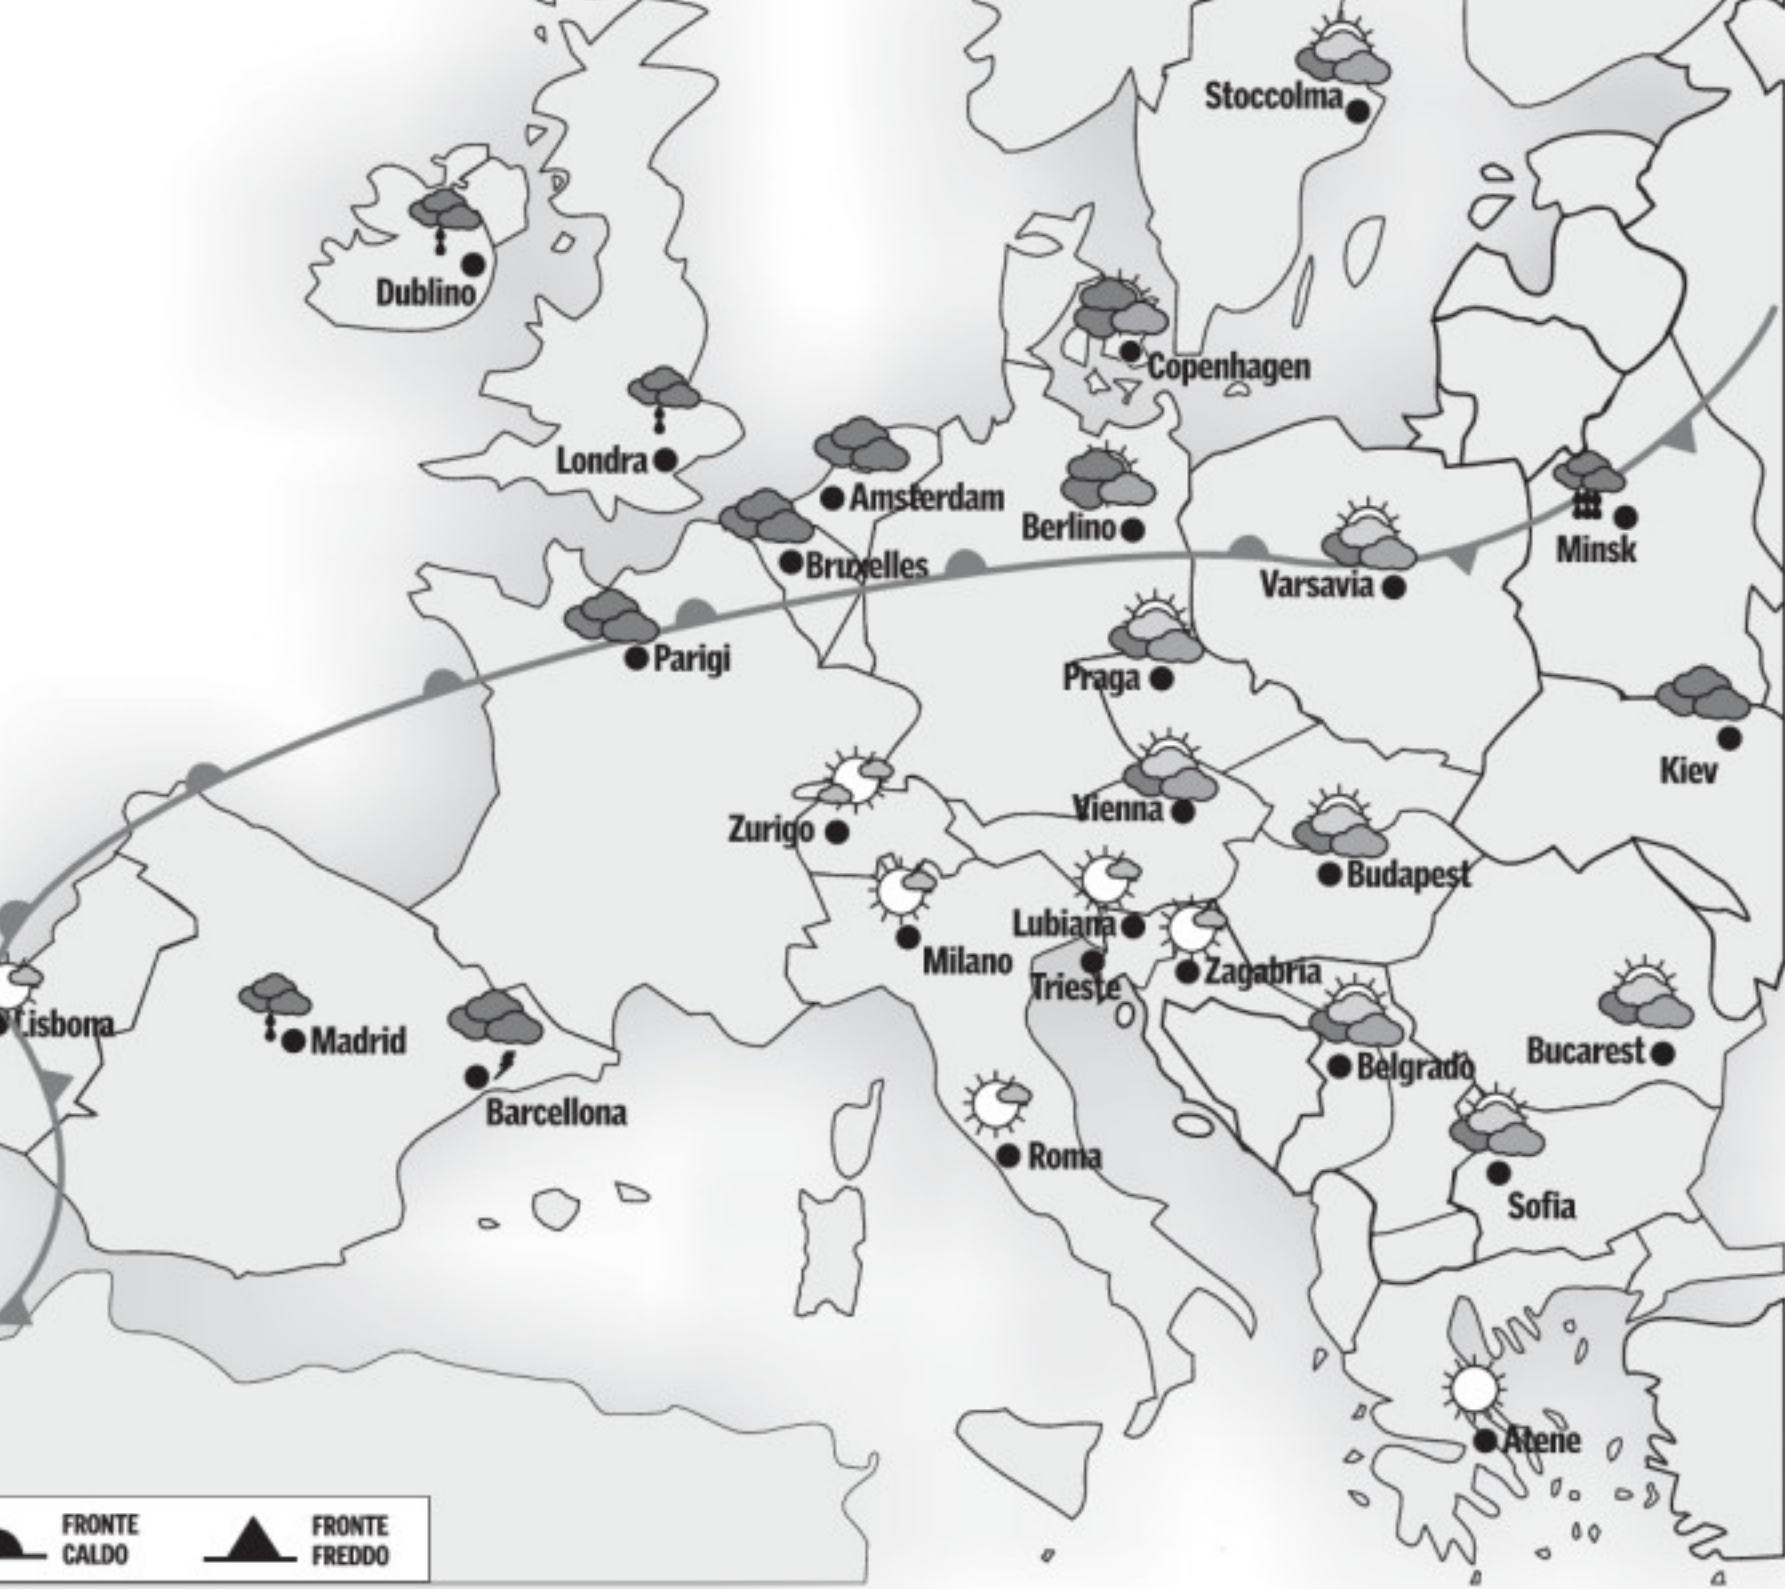 Stoccolma
Dublino
Copenhagen
Londra
Amsterdam
Berlino
Bruxelles
Minsk
Varsavia
Parigi
Praga
Kiev
Vienna
Zurigo
Budapest
Lubiana
Milano
Zagabria
Trieste
Lisbona
Madrid
Bucarest
Belgrado
Barcellona
Roma
Sofia
Atene
FRONTE
CALDO
FRONTE
FREDDO